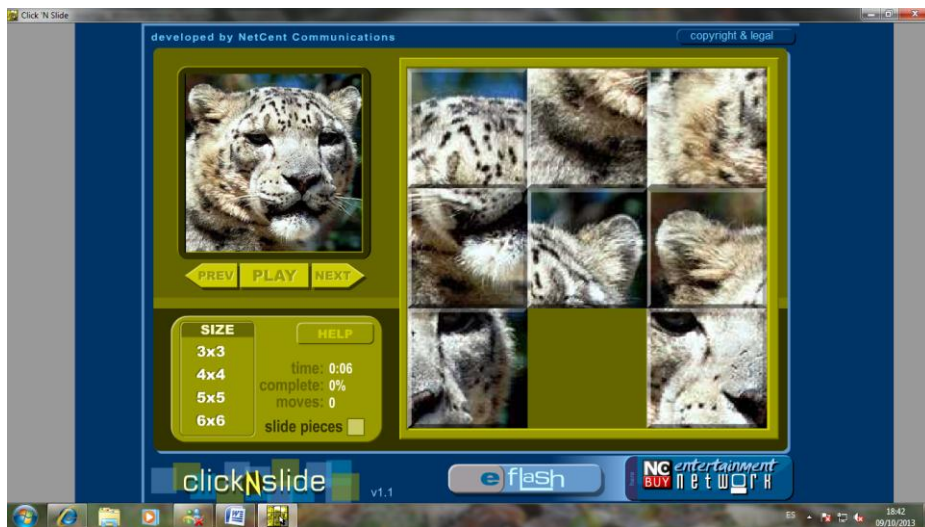 Click 'N Slide
developed by NetCent Communications
copyright & legal
PREV PLAY NEXT
SIZE
3x3
4x4
5x5
6x6
HELP
time: 0:06
complete: 0%
moves: 0
slide pieces
clickNslide v1.1
e flash
NC BUY entertainment network
ES
18:42
09/10/2013